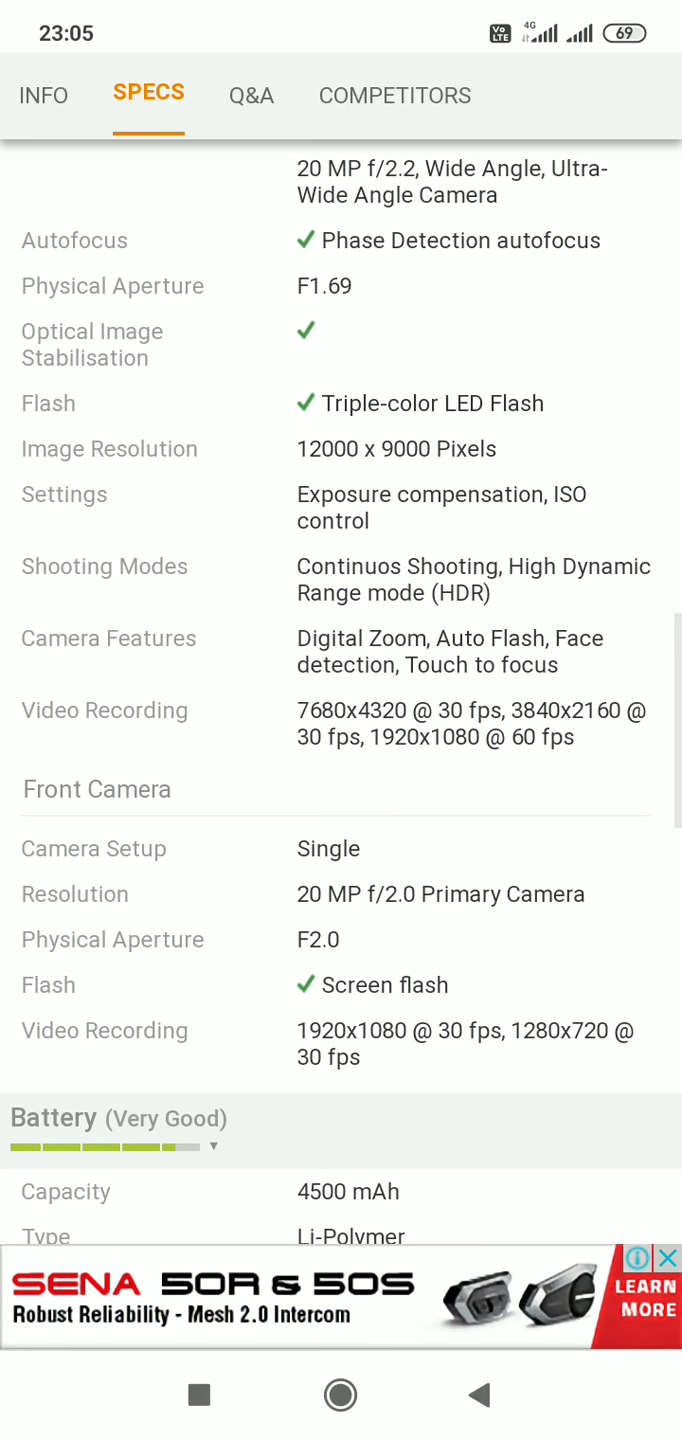 23:05
Vo
LTE
4G
69
INFO
SPECS
Q&A
COMPETITORS
20 MP f/2.2, Wide Angle, Ultra-
Wide Angle Camera
Autofocus
Phase Detection autofocus
Physical Aperture
F1.69
Optical Image
Stabilisation
Flash
Triple-color LED Flash
Image Resolution
12000 x 9000 Pixels
Settings
Exposure compensation, ISO
control
Shooting Modes
Continuos Shooting, High Dynamic
Range mode (HDR)
Camera Features
Digital Zoom, Auto Flash, Face
detection, Touch to focus
Video Recording
7680x4320 @ 30 fps, 3840x2160 @
30 fps, 1920x1080 @ 60 fps
Front Camera
Camera Setup
Single
Resolution
20 MP f/2.0 Primary Camera
Physical Aperture
F2.0
Flash
Screen flash
Video Recording
1920x1080 @ 30 fps, 1280x720 @
30 fps
Battery (Very Good)
Capacity
4500 mAh
Type
Li-Polymer
SENA 50R & 50S
Robust Reliability - Mesh 2.0 Intercom
LEARN
MORE